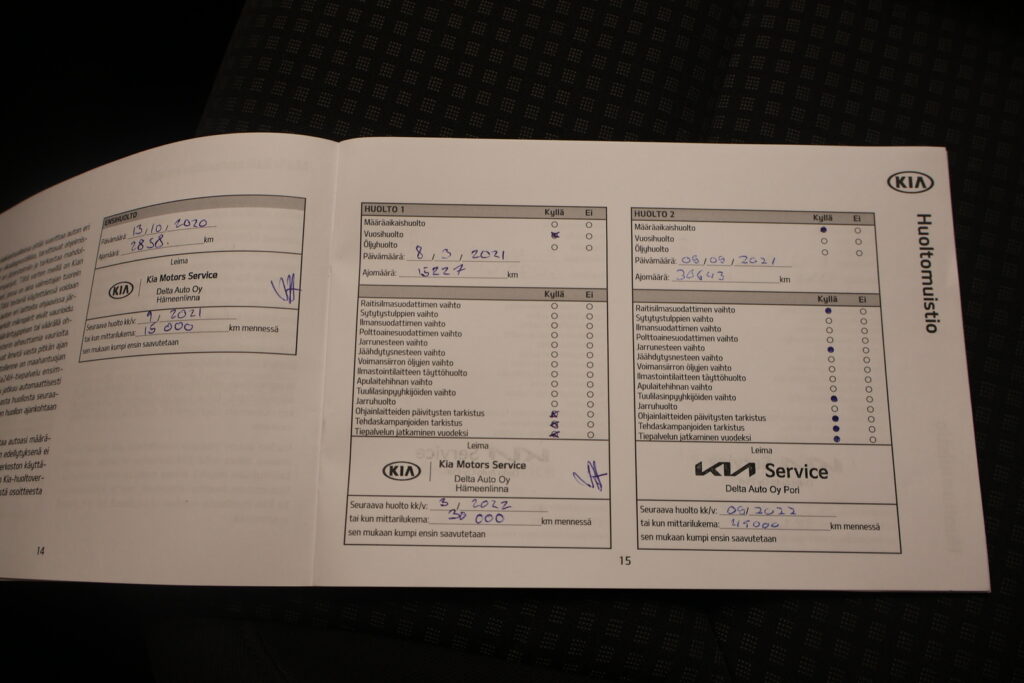 ENSIHUOLTO
Päivämäärä 13, 10, 2020
Ajomäärä: 2858. km
Leima
KIA Kia Motors Service
Delta Auto Oy
Hämeenlinna
Seuraava huolto kk/v: 9, 2021
tai kun mittarilukema: 15 000 km mennessä
sen mukaan kumpi ensin saavutetaan
14
HUOLTO 1 Kyllä Ei
Määräaikaishuolto
Vuosihuolto
Öljyhuolto
Päivämäärä: 8, 3, 2021
Ajomäärä: 15227 km
Kyllä Ei
Raitisilmasuodattimen vaihto
Sytytystulppien vaihto
Ilmansuodattimen vaihto
Polttoainesuodattimen vaihto
Jarrunesteen vaihto
Jäähdytysnesteen vaihto
Voimansiirron öljyjen vaihto
Ilmastointilaitteen täyttöhuolto
Apulaitehihnan vaihto
Tuulilasinpyyhkijöiden vaihto
Jarruhuolto
Ohjainlaitteiden päivitysten tarkistus
Tehdaskampanjoiden tarkistus
Tiepalvelun jatkaminen vuodeksi
Leima
KIA Kia Motors Service
Delta Auto Oy
Hämeenlinna
Seuraava huolto kk/v: 3, 2022
tai kun mittarilukema: 30 000 km mennessä
sen mukaan kumpi ensin saavutetaan
HUOLTO 2 Kyllä Ei
Määräaikaishuolto
Vuosihuolto
Öljyhuolto
Päivämäärä: 09/09/2021
Ajomäärä: 30643 km
Kyllä Ei
Raitisilmasuodattimen vaihto
Sytytystulppien vaihto
Ilmansuodattimen vaihto
Polttoainesuodattimen vaihto
Jarrunesteen vaihto
Jäähdytysnesteen vaihto
Voimansiirron öljyjen vaihto
Ilmastointilaitteen täyttöhuolto
Apulaitehihnan vaihto
Tuulilasinpyyhkijöiden vaihto
Jarruhuolto
Ohjainlaitteiden päivitysten tarkistus
Tehdaskampanjoiden tarkistus
Tiepalvelun jatkaminen vuodeksi
Leima
KIA Service
Delta Auto Oy Pori
Seuraava huolto kk/v: 09/2022
tai kun mittarilukema: 45000 km mennessä
sen mukaan kumpi ensin saavutetaan
15
KIA
Huoltomuistio